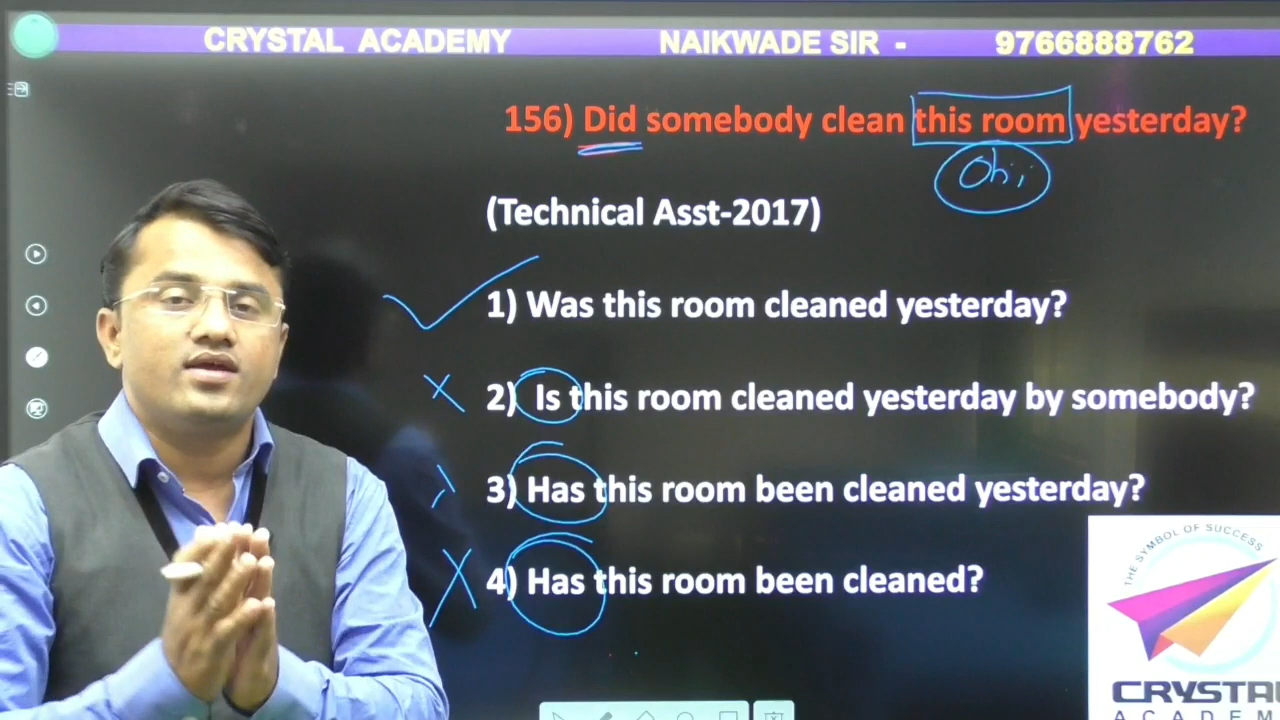 CRYSTAL ACADEMY NAIKWADE SIR - 9766888762
156) Did somebody clean this room yesterday?
Obj
(Technical Asst-2017)
1) Was this room cleaned yesterday?
2) Is this room cleaned yesterday by somebody?
3) Has this room been cleaned yesterday?
4) Has this room been cleaned?
THE SYMBOL OF SUCCESS
CRYSTAL
ACADEM